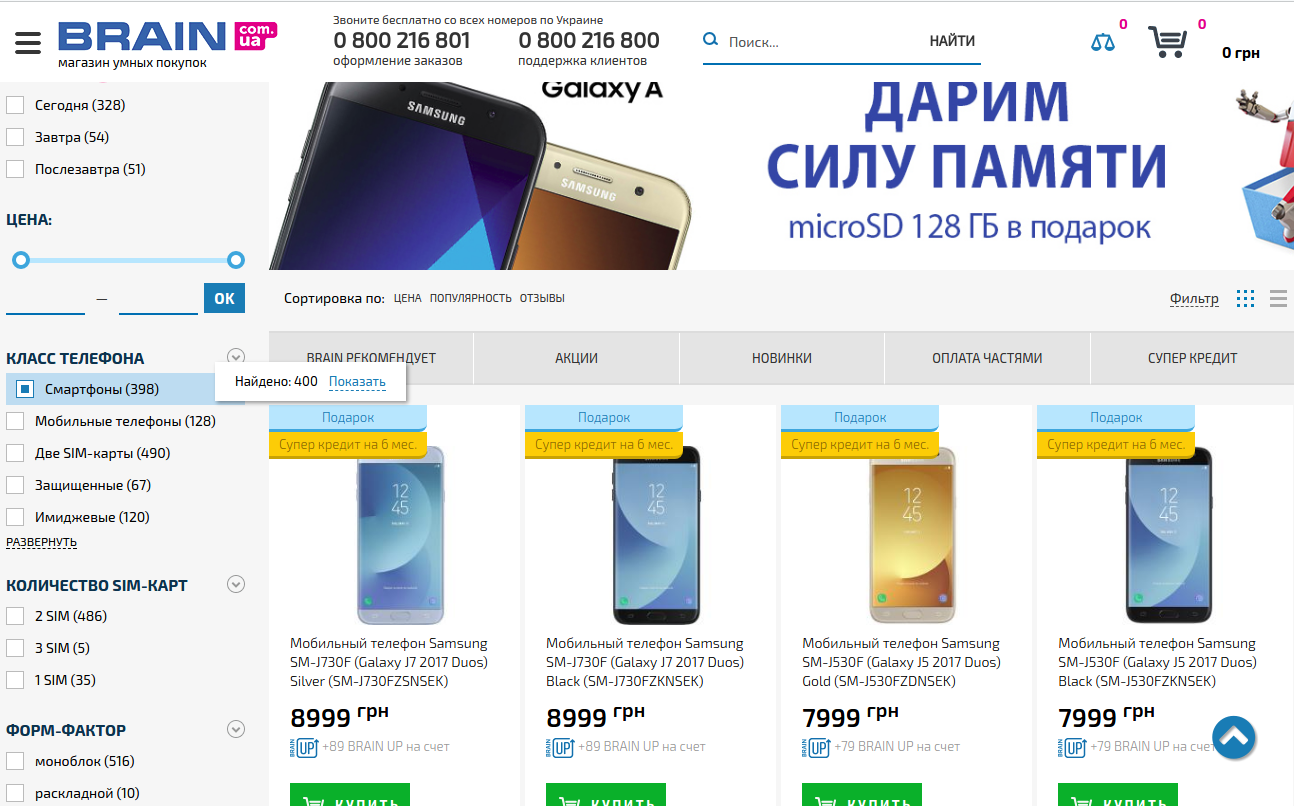 BRAIN com.ua
магазин умных покупок
Звоните бесплатно со всех номеров по Украине
0 800 216 801
оформление заказов
0 800 216 800
поддержка клиентов
Поиск...
НАЙТИ
0
0
0 грн
Сегодня (328)
Завтра (54)
Послезавтра (51)
ЦЕНА:
—
OK
КЛАСС ТЕЛЕФОНА
Смартфоны (398)
Найдено: 400 Показать
Мобильные телефоны (128)
Две SIM-карты (490)
Защищенные (67)
Имиджевые (120)
РАЗВЕРНУТЬ
КОЛИЧЕСТВО SIM-КАРТ
2 SIM (486)
3 SIM (5)
1 SIM (35)
ФОРМ-ФАКТОР
моноблок (516)
раскладной (10)
SAMSUNG
SAMSUNG
Galaxy A
ДАРИМ
СИЛУ ПАМЯТИ
microSD 128 ГБ в подарок
Сортировка по: ЦЕНА ПОПУЛЯРНОСТЬ ОТЗЫВЫ
Фильтр
BRAIN РЕКОМЕНДУЕТ
АКЦИИ
НОВИНКИ
ОПЛАТА ЧАСТЯМИ
СУПЕР КРЕДИТ
Подарок
Супер кредит на 6 мес.
12
45
Мобильный телефон Samsung
SM-J730F (Galaxy J7 2017 Duos)
Silver (SM-J730FZSNSEK)
8999 грн
BRAIN UP +89 BRAIN UP на счет
КУПИТЬ
Подарок
Супер кредит на 6 мес.
12
45
Мобильный телефон Samsung
SM-J730F (Galaxy J7 2017 Duos)
Black (SM-J730FZKNSEK)
8999 грн
BRAIN UP +89 BRAIN UP на счет
КУПИТЬ
Подарок
Супер кредит на 6 мес.
12
45
Мобильный телефон Samsung
SM-J530F (Galaxy J5 2017 Duos)
Gold (SM-J530FZDNSEK)
7999 грн
BRAIN UP +79 BRAIN UP на счет
КУПИТЬ
Подарок
Супер кредит на 6 мес.
12
45
Мобильный телефон Samsung
SM-J530F (Galaxy J5 2017 Duos)
Black (SM-J530FZKNSEK)
7999 грн
BRAIN UP +79 BRAIN UP на счет
КУПИТЬ